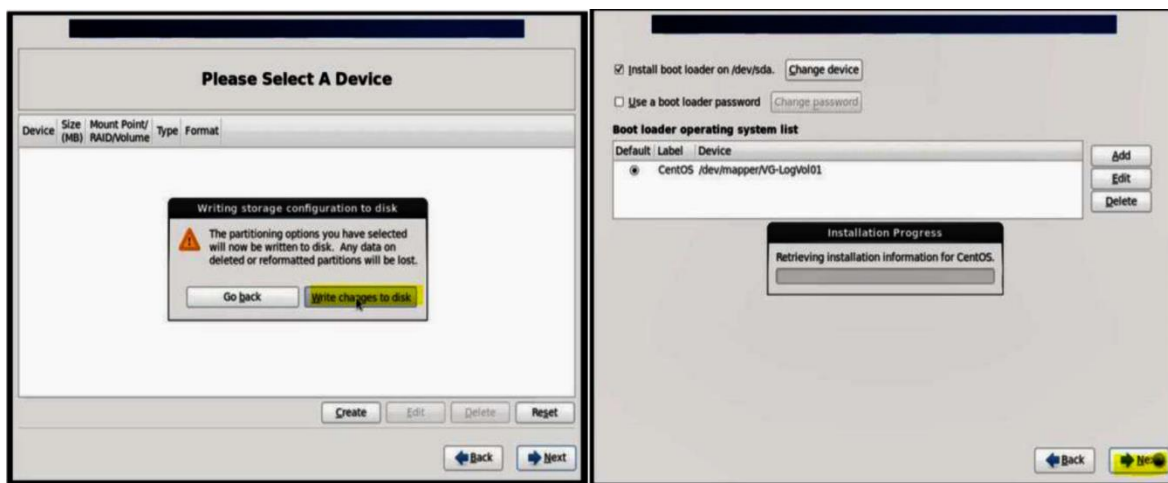 Please Select A Device
Device Size (MB) Mount Point/ RAID/Volume Type Format
Writing storage configuration to disk
The partitioning options you have selected
will now be written to disk. Any data on
deleted or reformatted partitions will be lost.
Go back Write changes to disk
Create Edit Delete Reset
Back Next
Install boot loader on /dev/sda. Change device
Use a boot loader password Change password
Boot loader operating system list
Default Label Device
CentOS /dev/mapper/VG-LogVol01
Add
Edit
Delete
Installation Progress
Retrieving installation information for CentOS.
Back Next